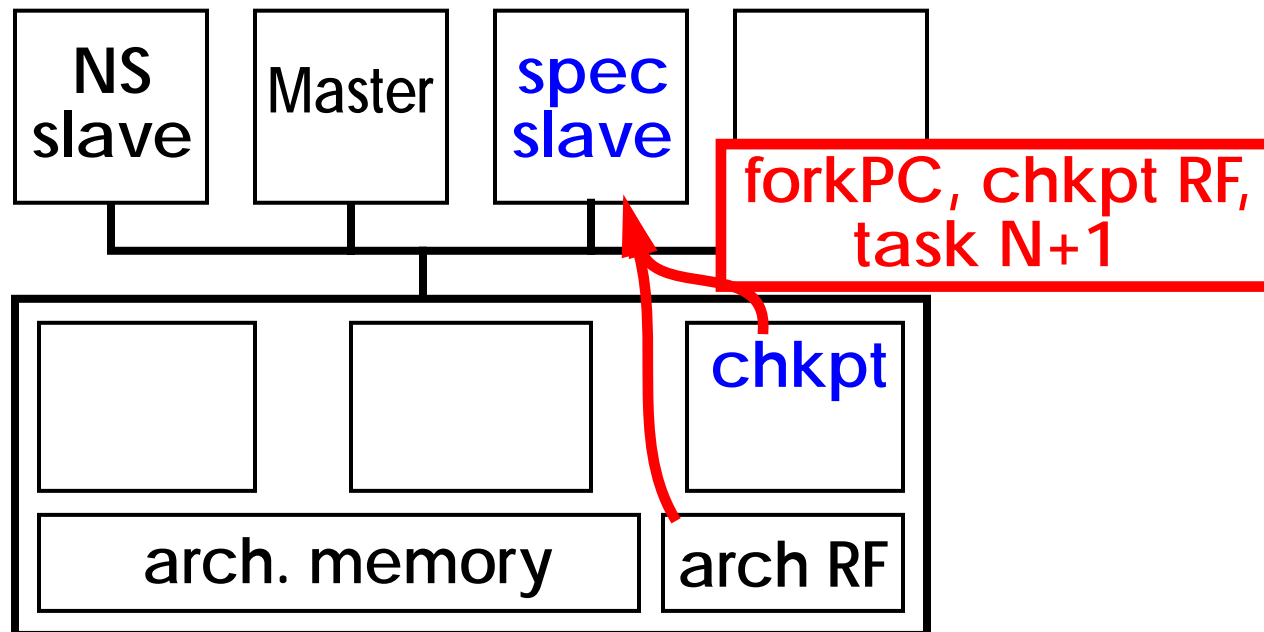 NS
slave
Master
spec
slave
forkPC, chkpt RF,
task N+1
chkpt
arch. memory
arch RF